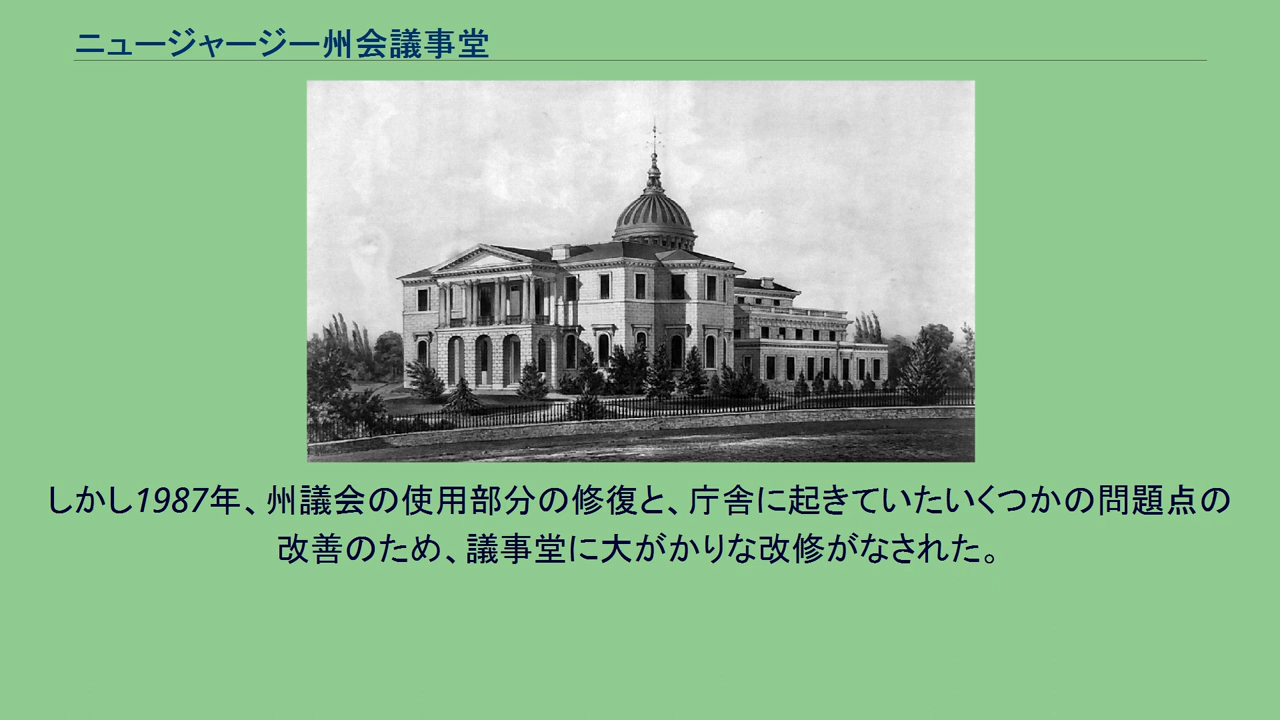 ニュージャージー州会議事堂
しかし1987年、州議会の使用部分の修復と、庁舎に起きていたいくつかの問題点の
改善のため、議事堂に大がかりな改修がなされた。